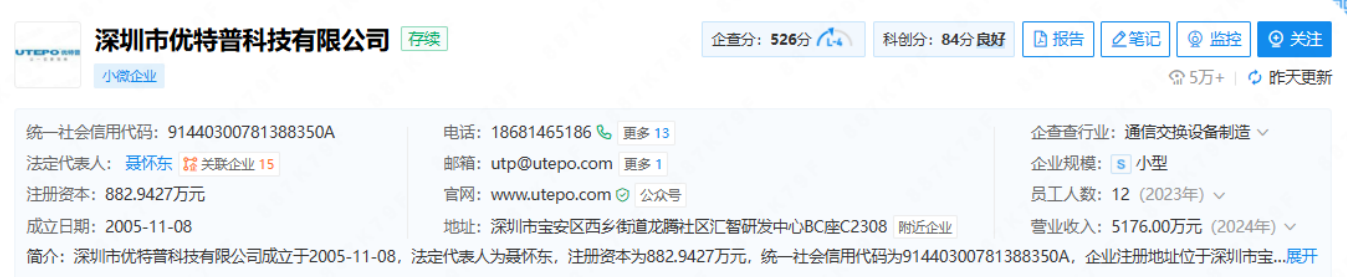 UTEPO 优特普
深圳市优特普科技有限公司 存续
企查分：526分 科创分：84分良好 报告 笔记 监控 关注
小微企业
5万+ 昨天更新
统一社会信用代码：91440300781388350A 电话：18681465186 更多 13 企查查行业：通信交换设备制造
法定代表人：聂怀东 关联企业 15 邮箱：utp@utepo.com 更多 1 企业规模：S 小型
注册资本：882.9427万元 官网：www.utepo.com 公众号 员工人数：12 (2023年)
成立日期：2005-11-08 地址：深圳市宝安区西乡街道龙腾社区汇智研发中心BC座C2308 附近企业 营业收入：5176.00万元 (2024年)
简介：深圳市优特普科技有限公司成立于2005-11-08，法定代表人为聂怀东，注册资本为882.9427万元，统一社会信用代码为91440300781388350A，企业注册地址位于深圳市宝...展开